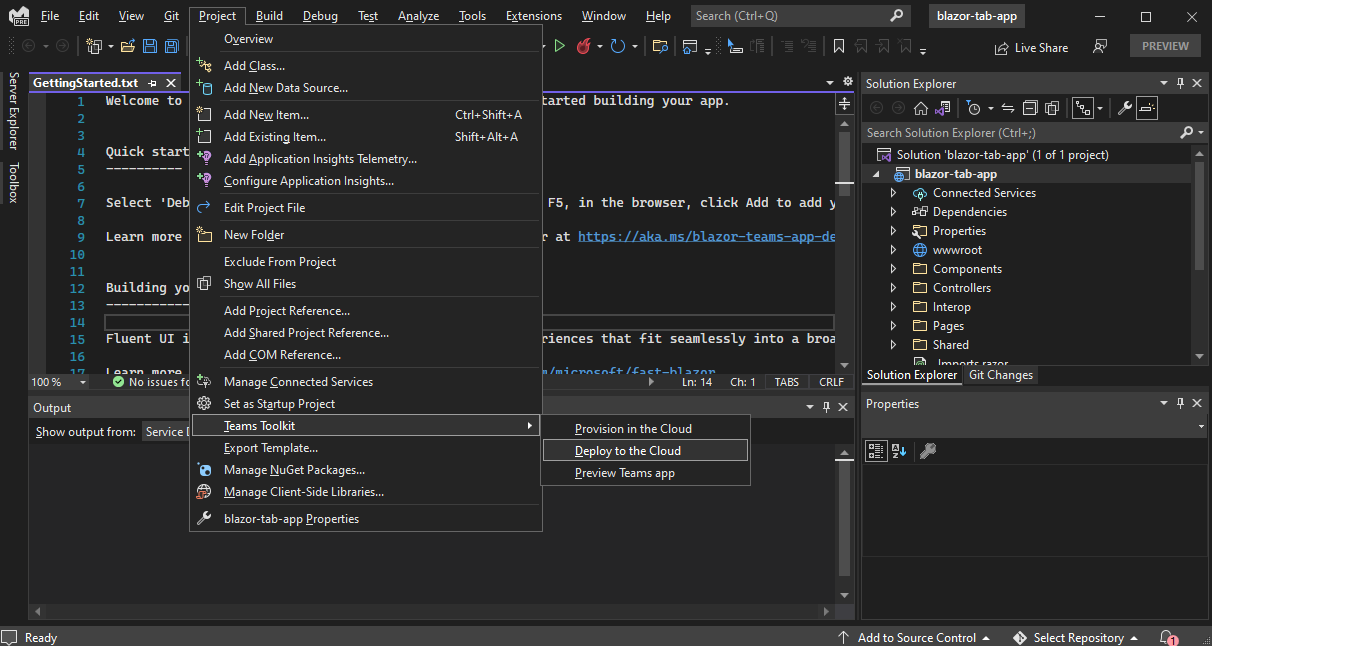 PRE
File Edit View Git Project Build Debug Test Analyze Tools Extensions Window Help Search (Ctrl+Q) blazor-tab-app
Live Share PREVIEW
Server Explorer
Toolbox
GettingStarted.txt
1 Welcome to
tarted building your app.
2
3
4 Quick start
5 ----------
6
7 Select 'Deb
F5, in the browser, click Add to add y
8
9 Learn more
r at https://aka.ms/blazor-teams-app-de
10
11
12 Building yo
13 -----------
14
15 Fluent UI i
riences that fit seamlessly into a broa
16
17 Learn more
m/microsoft/fast-blazor
100 % No issues fo
Ln: 14 Ch: 1 TABS CRLF
Overview
Add Class...
Add New Data Source...
Add New Item... Ctrl+Shift+A
Add Existing Item... Shift+Alt+A
Add Application Insights Telemetry...
Configure Application Insights...
Edit Project File
New Folder
Exclude From Project
Show All Files
Add Project Reference...
Add Shared Project Reference...
Add COM Reference...
Manage Connected Services
Set as Startup Project
Teams Toolkit
Export Template...
Manage NuGet Packages...
Manage Client-Side Libraries...
blazor-tab-app Properties
Provision in the Cloud
Deploy to the Cloud
Preview Teams app
Output
Show output from: Service D
Solution Explorer
Search Solution Explorer (Ctrl+;)
Solution 'blazor-tab-app' (1 of 1 project)
blazor-tab-app
Connected Services
Dependencies
Properties
wwwroot
Components
Controllers
Interop
Pages
Shared
_Imports.razor
Solution Explorer Git Changes
Properties
Ready
Add to Source Control Select Repository 1